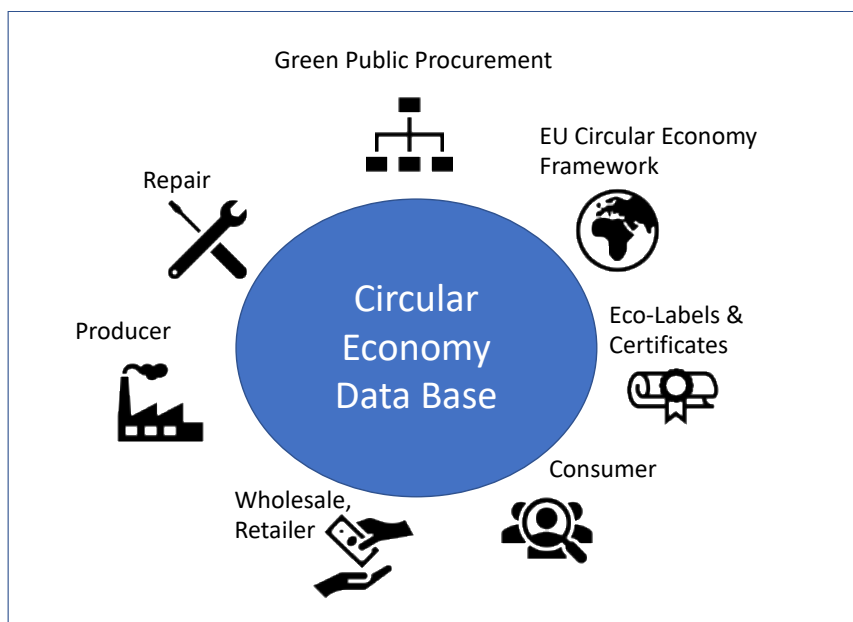 Green Public Procurement
EU Circular Economy
Framework
Repair
Circular
Economy
Data Base
Eco-Labels &
Certificates
Producer
Consumer
Wholesale,
Retailer